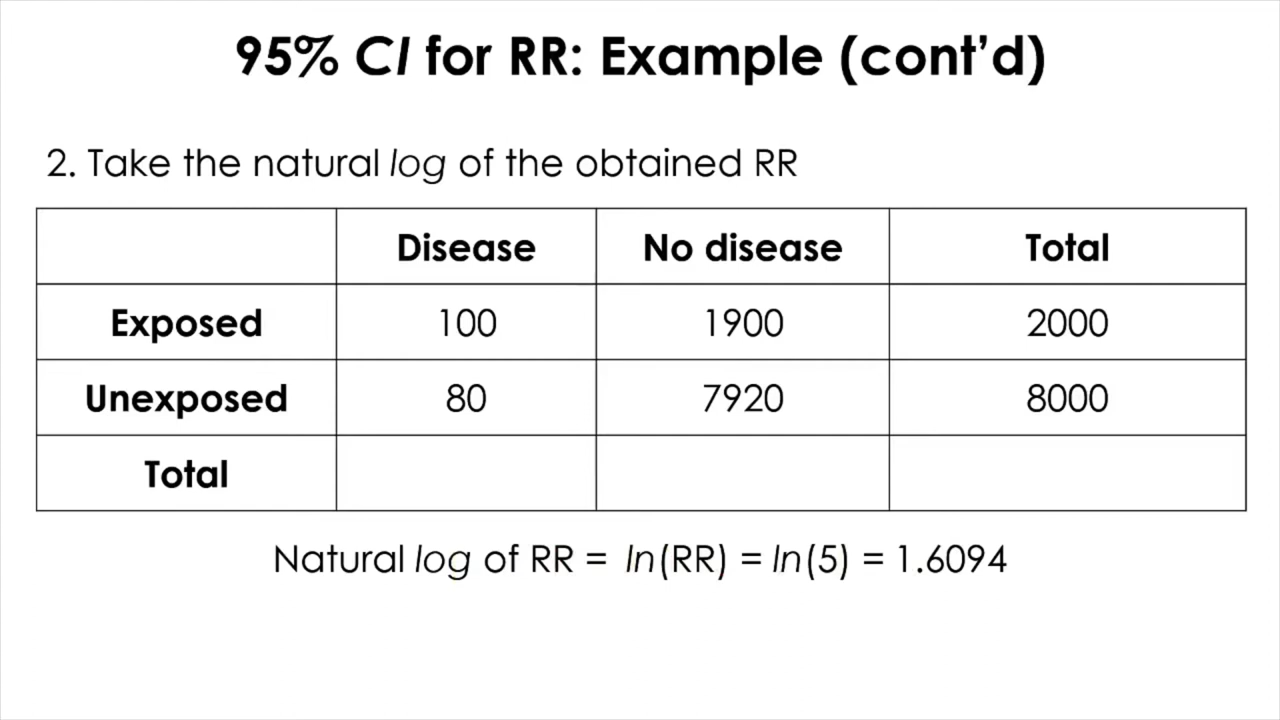 95% CI for RR: Example (cont’d)
2. Take the natural log of the obtained RR
Disease No disease Total
Exposed 100 1900 2000
Unexposed 80 7920 8000
Total
Natural log of RR = ln(RR) = ln(5) = 1.6094